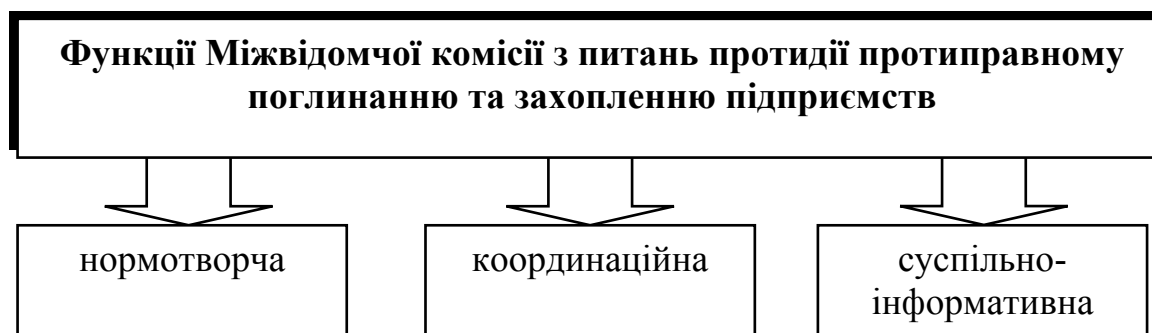 Функції Міжвідомчої комісії з питань протидії протиправному
поглинанню та захопленню підприємств
нормотворча
координаційна
суспільно-
інформативна